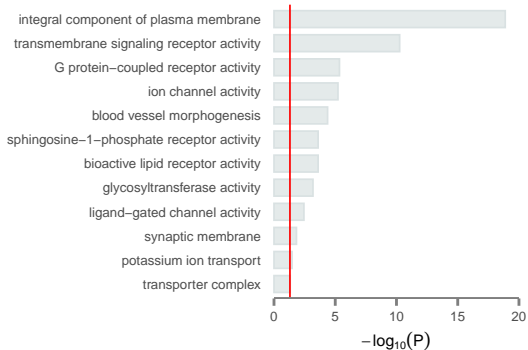 integral component of plasma membrane
transmembrane signaling receptor activity
G protein−coupled receptor activity
ion channel activity
blood vessel morphogenesis
sphingosine−1−phosphate receptor activity
bioactive lipid receptor activity
glycosyltransferase activity
ligand−gated channel activity
synaptic membrane
potassium ion transport
transporter complex
0 5 10 15 20
−log₁₀(P)